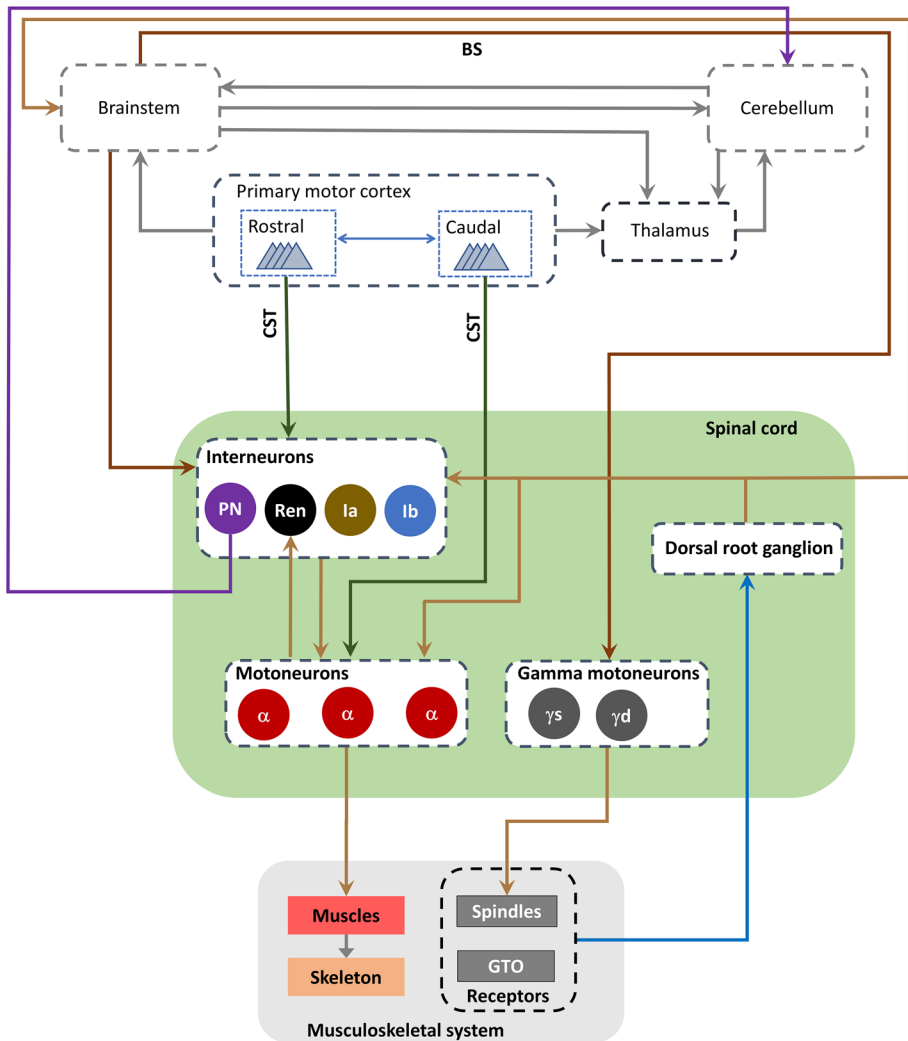 BS
Brainstem
Cerebellum
Primary motor cortex
Rostral
Caudal
Thalamus
CST
CST
Spinal cord
Interneurons
PN
Ren
Ia
Ib
Dorsal root ganglion
Motoneurons
α
α
α
Gamma motoneurons
γs
γd
Muscles
Skeleton
Spindles
GTO
Receptors
Musculoskeletal system